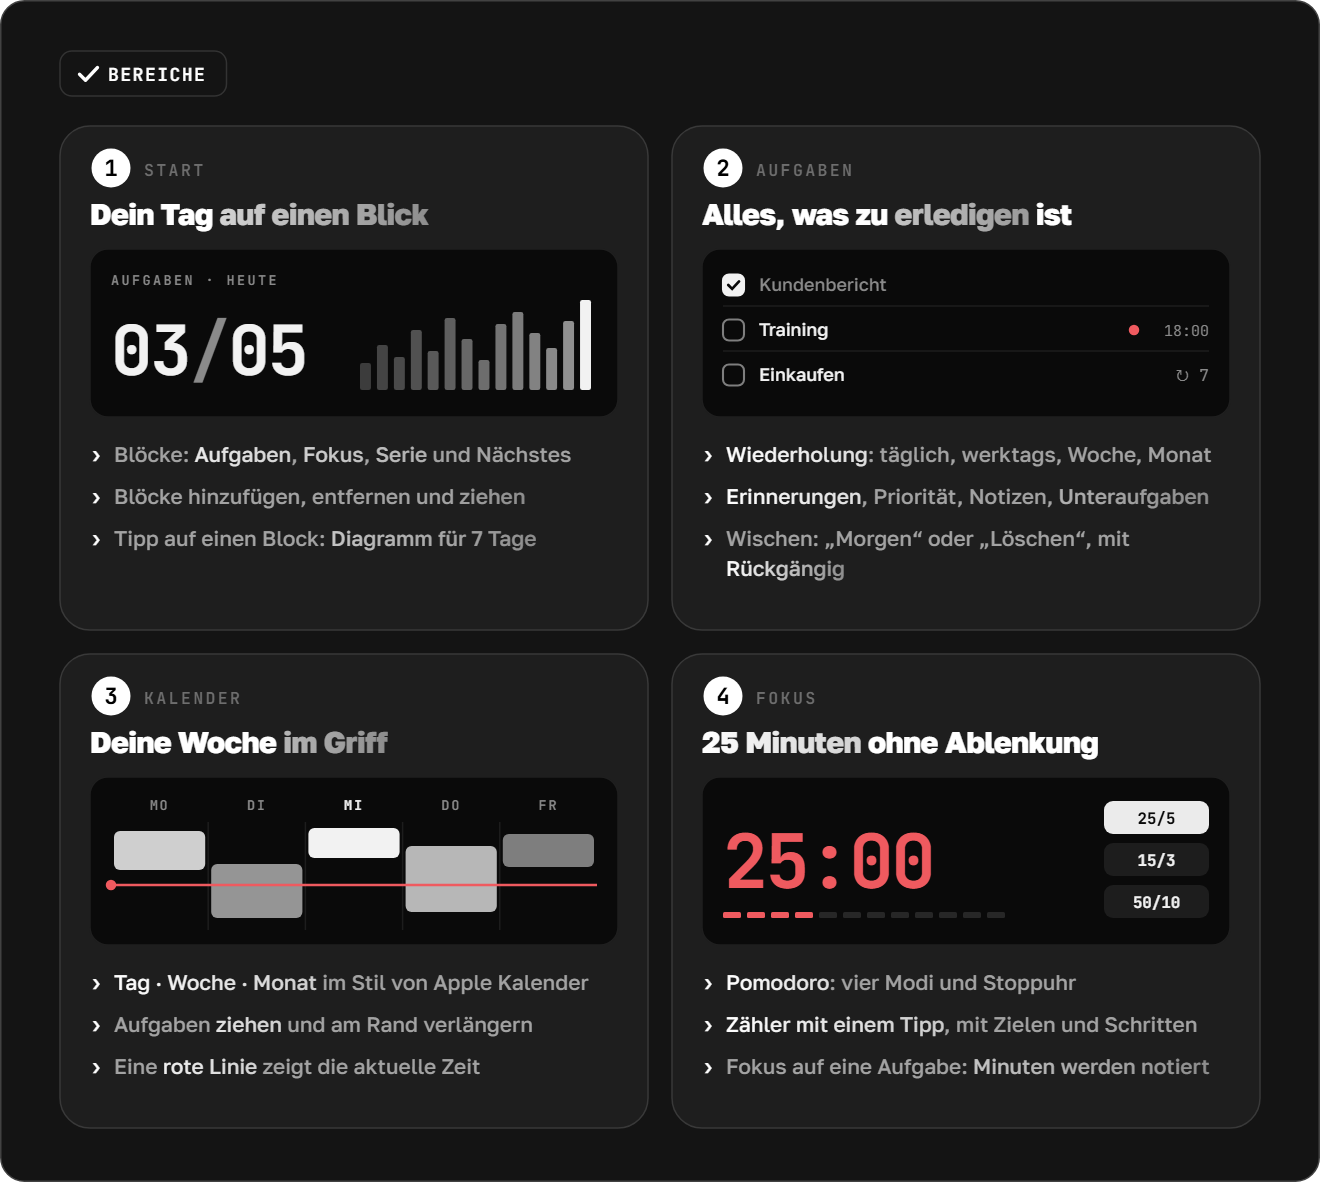 BEREICHE
1 START
Dein Tag auf einen Blick
AUFGABEN · HEUTE
03/05
› Blöcke: Aufgaben, Fokus, Serie und Nächstes
› Blöcke hinzufügen, entfernen und ziehen
› Tipp auf einen Block: Diagramm für 7 Tage
2 AUFGABEN
Alles, was zu erledigen ist
Kundenbericht
Training 18:00
Einkaufen ↻ 7
› Wiederholung: täglich, werktags, Woche, Monat
› Erinnerungen, Priorität, Notizen, Unteraufgaben
› Wischen: „Morgen“ oder „Löschen“, mit
Rückgängig
3 KALENDER
Deine Woche im Griff
MO DI MI DO FR
› Tag · Woche · Monat im Stil von Apple Kalender
› Aufgaben ziehen und am Rand verlängern
› Eine rote Linie zeigt die aktuelle Zeit
4 FOKUS
25 Minuten ohne Ablenkung
25:00
25/5
15/3
50/10
› Pomodoro: vier Modi und Stoppuhr
› Zähler mit einem Tipp, mit Zielen und Schritten
› Fokus auf eine Aufgabe: Minuten werden notiert